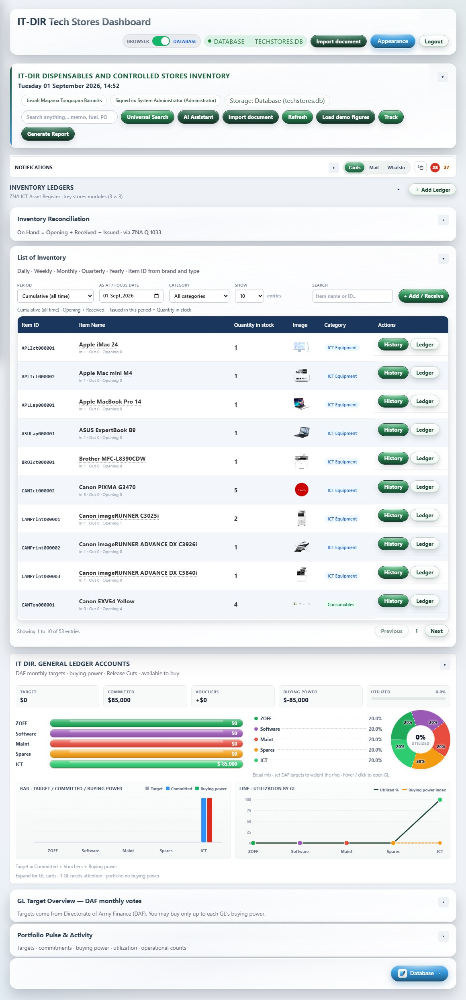 IT-DIR Tech Stores Dashboard
BROWSER DATABASE DATABASE — TECHSTORES.DB Import document Appearance Logout
IT-DIR DISPENSABLES AND CONTROLLED STORES INVENTORY
Tuesday 01 September 2026, 14:52
Josiah Magama Tongogara Barracks Signed in: System Administrator (Administrator) Storage: Database (techstores.db)
Search anything... memo, fuel, PO Universal Search AI Assistant Import document Refresh Load demo figures Track
Generate Report
NOTIFICATIONS Cards Mail WhatsIn 28 27
INVENTORY LEDGERS + Add Ledger
ZNA ICT Asset Register · key stores modules (3 × 3)
Inventory Reconciliation
On Hand = Opening + Received − Issued · via ZNA Q 1033
List of Inventory
Daily · Weekly · Monthly · Quarterly · Yearly · Item ID from brand and type
PERIOD AS AT / FOCUS DATE CATEGORY SHOW SEARCH
Cumulative (all time) 01 Sept, 2026 All categories 10 entries Item name or ID... + Add / Receive
Cumulative (all time) · Opening + Received − Issued in this period = Quantity in stock
Item ID Item Name Quantity in stock Image Category Actions
APLIct000001 Apple iMac 24 1 ICT Equipment History Ledger
In 1 · Out 0 · Opening 0
APLIct000002 Apple Mac mini M4 1 Mini ICT Equipment History Ledger
In 1 · Out 0 · Opening 0
APLLap000001 Apple MacBook Pro 14 1 ICT Equipment History Ledger
In 1 · Out 0 · Opening 0
ASULap000001 ASUS ExpertBook B9 1 ICT Equipment History Ledger
In 1 · Out 0 · Opening 0
BROIct000001 Brother MFC-L8390CDW 1 ICT Equipment History Ledger
In 1 · Out 0 · Opening 0
CANIct000002 Canon PIXMA G3470 5 Canon ICT Equipment History Ledger
In 5 · Out 0 · Opening 0
CANPrint000001 Canon imageRUNNER C3025i 2 ICT Equipment History Ledger
In 1 · Out 0 · Opening 1
CANPrint000002 Canon imageRUNNER ADVANCE DX C3926i 1 ICT Equipment History Ledger
In 1 · Out 0 · Opening 0
CANPrint000003 Canon imageRUNNER ADVANCE DX C5840i 1 ICT Equipment History Ledger
In 1 · Out 0 · Opening 0
CANTon000001 Canon EXV54 Yellow 4 Consumables History Ledger
In 0 · Out 0 · Opening 4
Showing 1 to 10 of 53 entries Previous 1 Next
IT DIR. GENERAL LEDGER ACCOUNTS
DAF monthly targets · buying power · Release Cuts · available to buy
TARGET COMMITTED VOUCHERS BUYING POWER UTILIZED 0.0%
$0 $85,000 +$0 $-85,000
ZOFF $0
Software $0
Maint $0
Spares $0
ICT $-85,000
ZOFF 20.0%
Software 20.0%
Maint 20.0%
Spares 20.0%
ICT 20.0%
20% 20%
0%
UTILIZED
20% 20%
20%
Equal mix · set DAF targets to weight the ring · hover / click to open GL
BAR · TARGET / COMMITTED / BUYING POWER Target Committed Buying power
ZOFF Software Maint Spares ICT
LINE · UTILIZATION BY GL Utilized % Buying power index
100
75
50
25
0
ZOFF Software Maint Spares ICT
Target = Committed + Vouchers + Buying power
Expand for GL cards · 1 GL needs attention · portfolio no buying power
GL Target Overview — DAF monthly votes
Targets come from Directorate of Army Finance (DAF). You may buy only up to each GL's buying power.
Portfolio Pulse & Activity
Targets · commitments · buying power · utilization · operational counts
Database